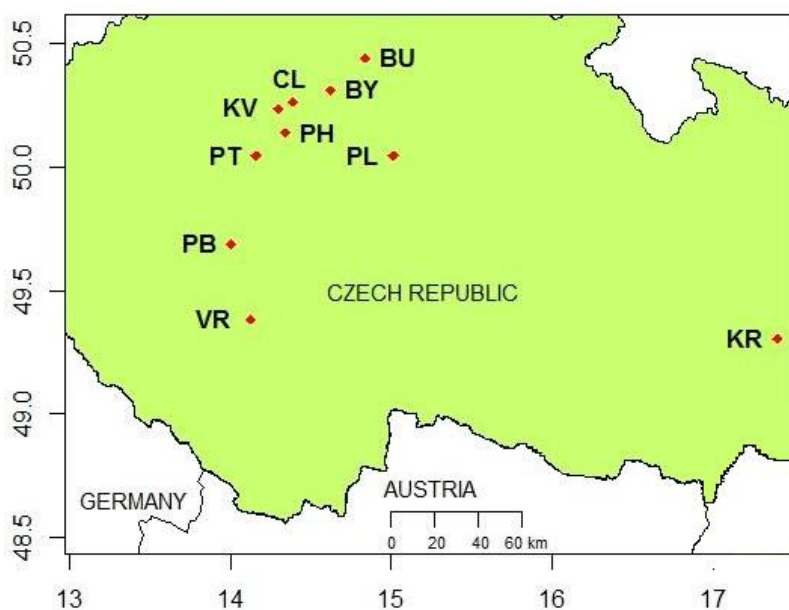 50.5
50.0
49.5
49.0
48.5
BU
CL
BY
KV
PH
PT
PL
PB
CZECH REPUBLIC
VR
KR
GERMANY
AUSTRIA
0 20 40 60 km
13 14 15 16 17